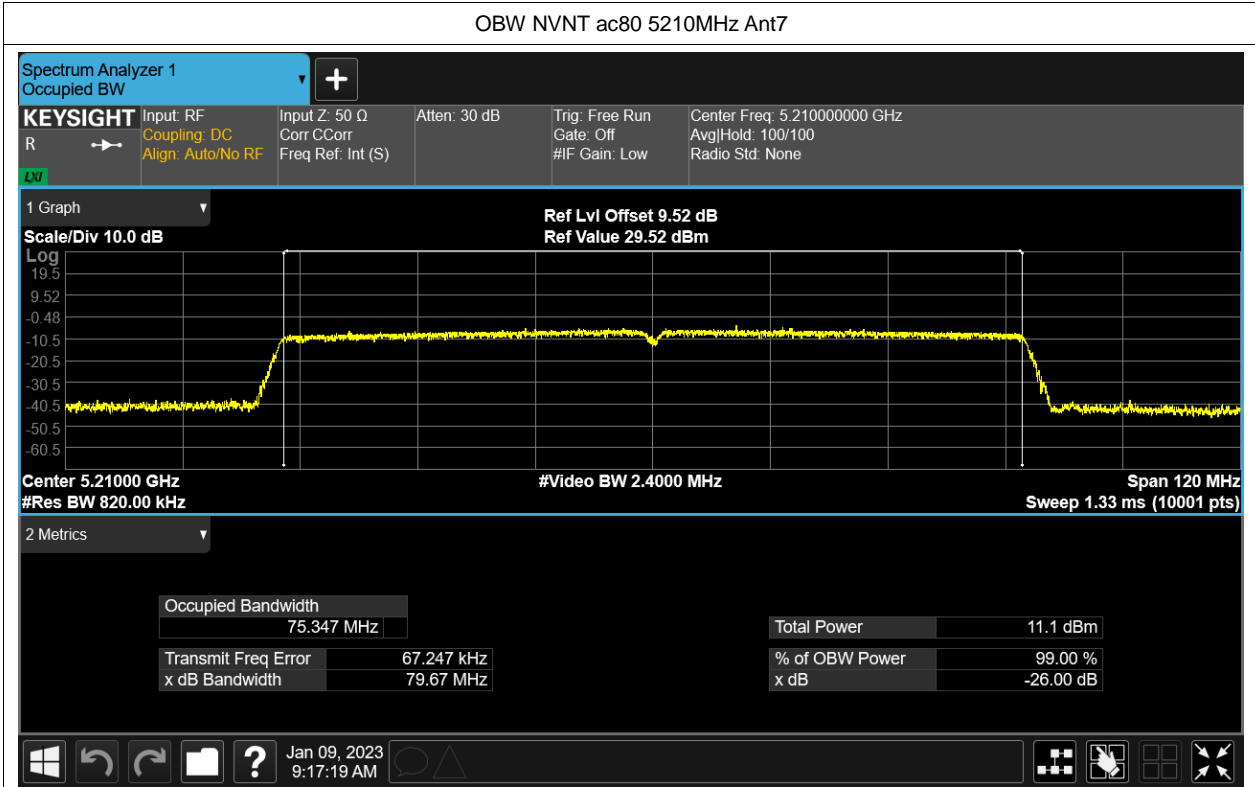 OBW NVNT ac80 5210MHz Ant7
Spectrum Analyzer 1
Occupied BW
KEYSIGHT
R
LXI
Input: RF
Coupling: DC
Align: Auto/No RF
Input Z: 50 Ω
Corr CCorr
Freq Ref: Int (S)
Atten: 30 dB
Trig: Free Run
Gate: Off
#IF Gain: Low
Center Freq: 5.210000000 GHz
Avg|Hold: 100/100
Radio Std: None
1 Graph
Scale/Div 10.0 dB
Ref Lvl Offset 9.52 dB
Ref Value 29.52 dBm
Log
19.5
9.52
-0.48
-10.5
-20.5
-30.5
-40.5
-50.5
-60.5
Center 5.21000 GHz
#Video BW 2.4000 MHz
Span 120 MHz
#Res BW 820.00 kHz
Sweep 1.33 ms (10001 pts)
2 Metrics
Occupied Bandwidth
75.347 MHz
Total Power 11.1 dBm
Transmit Freq Error 67.247 kHz
% of OBW Power 99.00 %
x dB Bandwidth 79.67 MHz
x dB -26.00 dB
?
Jan 09, 2023
9:17:19 AM